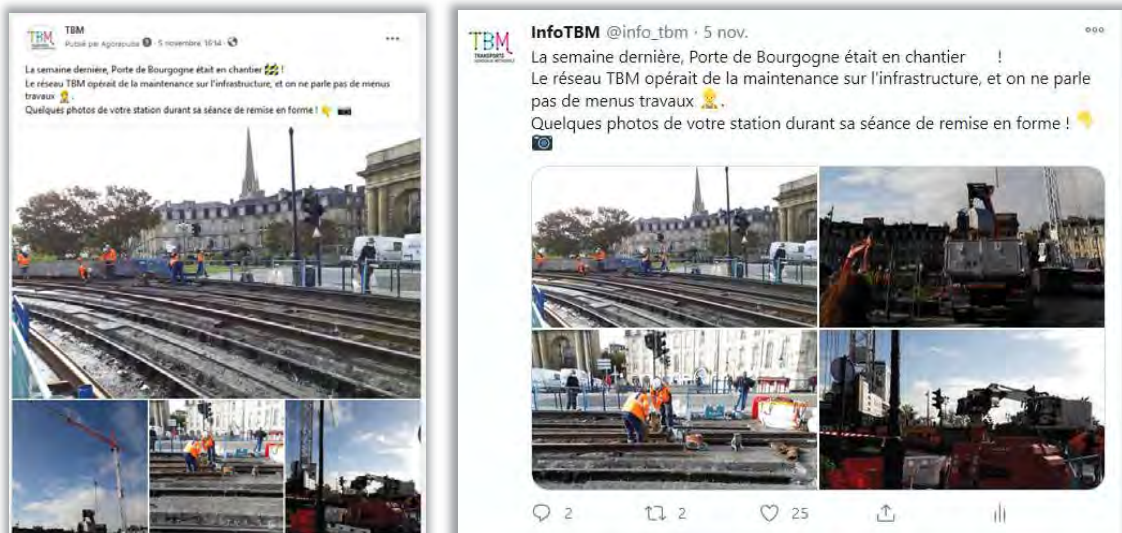 TBM
TBM
Publié par Agorapulse · 5 novembre 16:14 ·
La semaine dernière, Porte de Bourgogne était en chantier 🚧 !
Le réseau TBM opérait de la maintenance sur l'infrastructure, et on ne parle pas de menus
travaux 👷.
Quelques photos de votre station durant sa séance de remise en forme ! 👇 📷
TBM
TRANSPORTS
InfoTBM @info_tbm · 5 nov.
La semaine dernière, Porte de Bourgogne était en chantier !
Le réseau TBM opérait de la maintenance sur l'infrastructure, et on ne parle
pas de menus travaux 👷.
Quelques photos de votre station durant sa séance de remise en forme ! 👇
📷
2 2 25